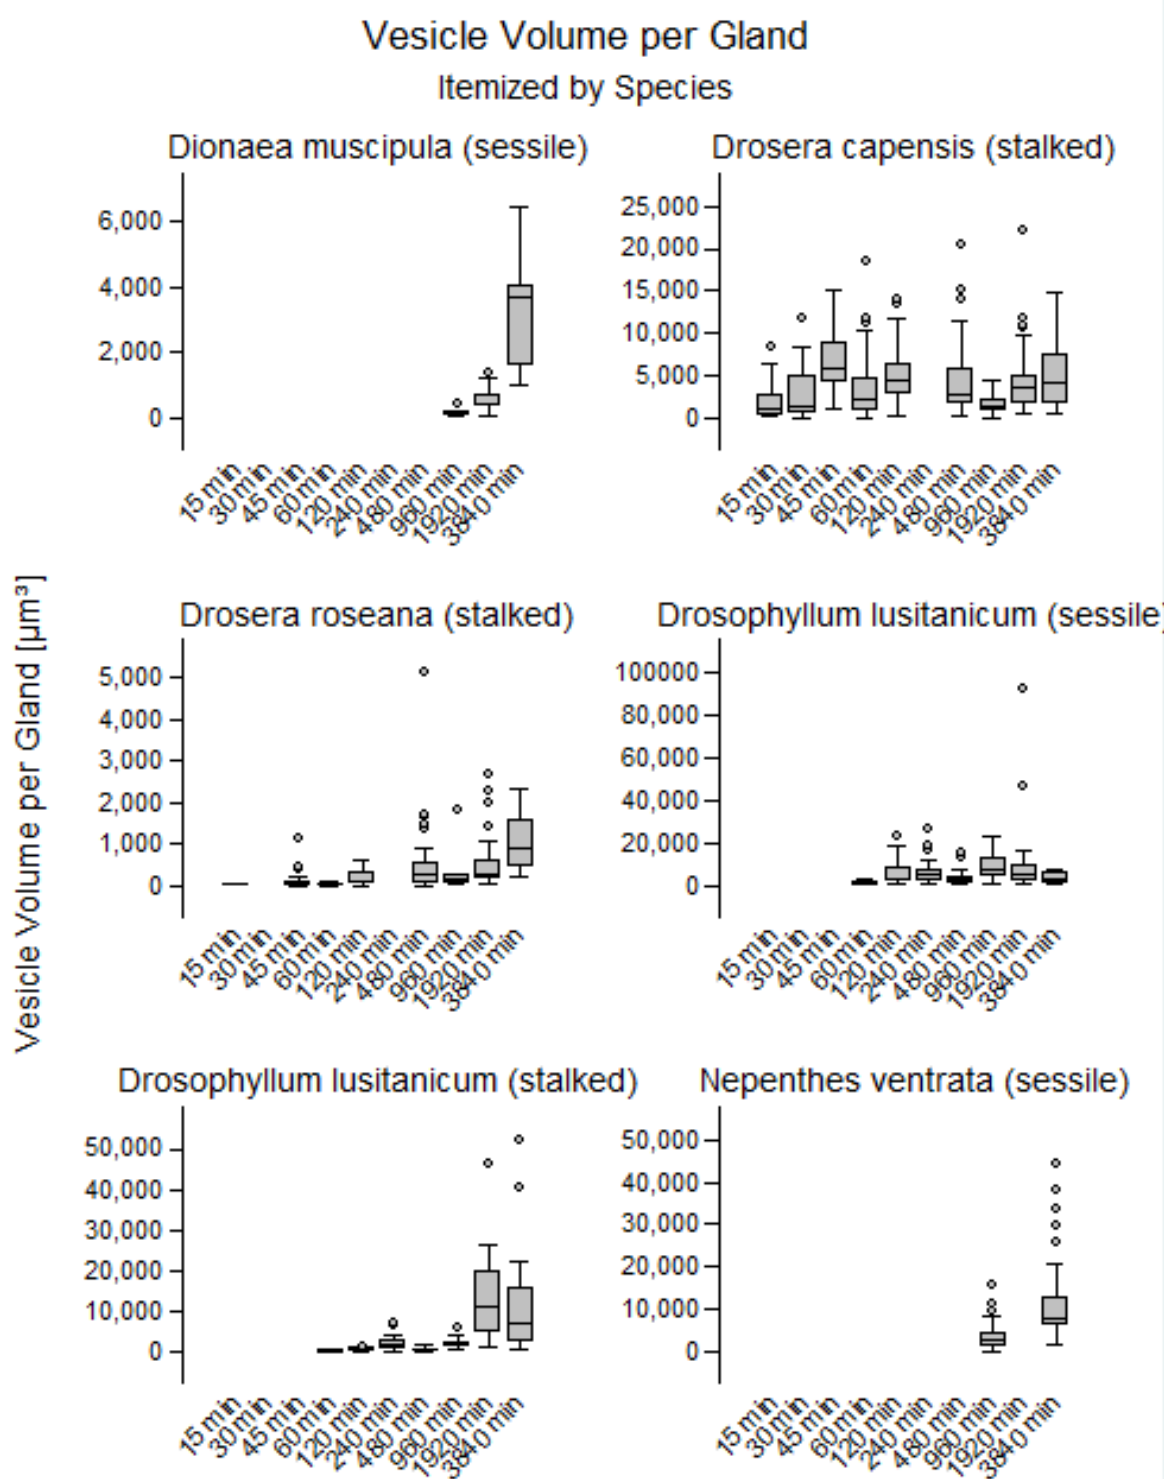 Vesicle Volume per Gland
Itemized by Species
Vesicle Volume per Gland [µm³]
Dionaea muscipula (sessile)
6,000
4,000
2,000
0
15 min
30 min
45 min
60 min
120 min
240 min
480 min
960 min
1920 min
3840 min
Drosera capensis (stalked)
25,000
20,000
15,000
10,000
5,000
0
15 min
30 min
45 min
60 min
120 min
240 min
480 min
960 min
1920 min
3840 min
Drosera roseana (stalked)
5,000
4,000
3,000
2,000
1,000
0
15 min
30 min
45 min
60 min
120 min
240 min
480 min
960 min
1920 min
3840 min
Drosophyllum lusitanicum (sessile)
100000
80,000
60,000
40,000
20,000
0
15 min
30 min
45 min
60 min
120 min
240 min
480 min
960 min
1920 min
3840 min
Drosophyllum lusitanicum (stalked)
50,000
40,000
30,000
20,000
10,000
0
15 min
30 min
45 min
60 min
120 min
240 min
480 min
960 min
1920 min
3840 min
Nepenthes ventrata (sessile)
50,000
40,000
30,000
20,000
10,000
0
15 min
30 min
45 min
60 min
120 min
240 min
480 min
960 min
1920 min
3840 min